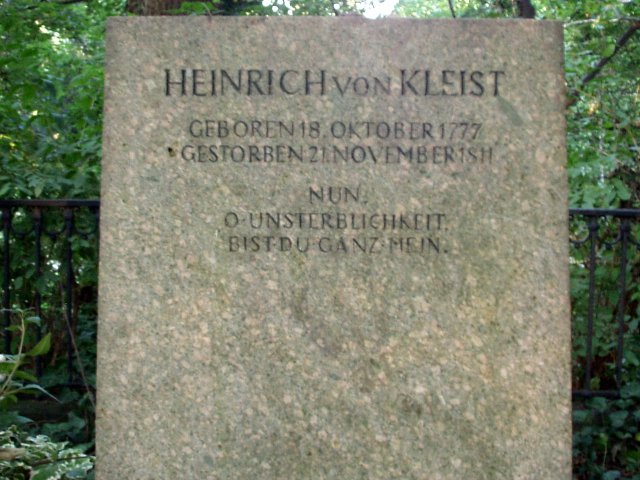 HEINRICH VON KLEIST
GEBOREN 18. OKTOBER 1777
GESTORBEN 21. NOVEMBER 1811
NUN.
O·UNSTERBLICHKEIT.
BIST·DU·GANZ·MEIN.